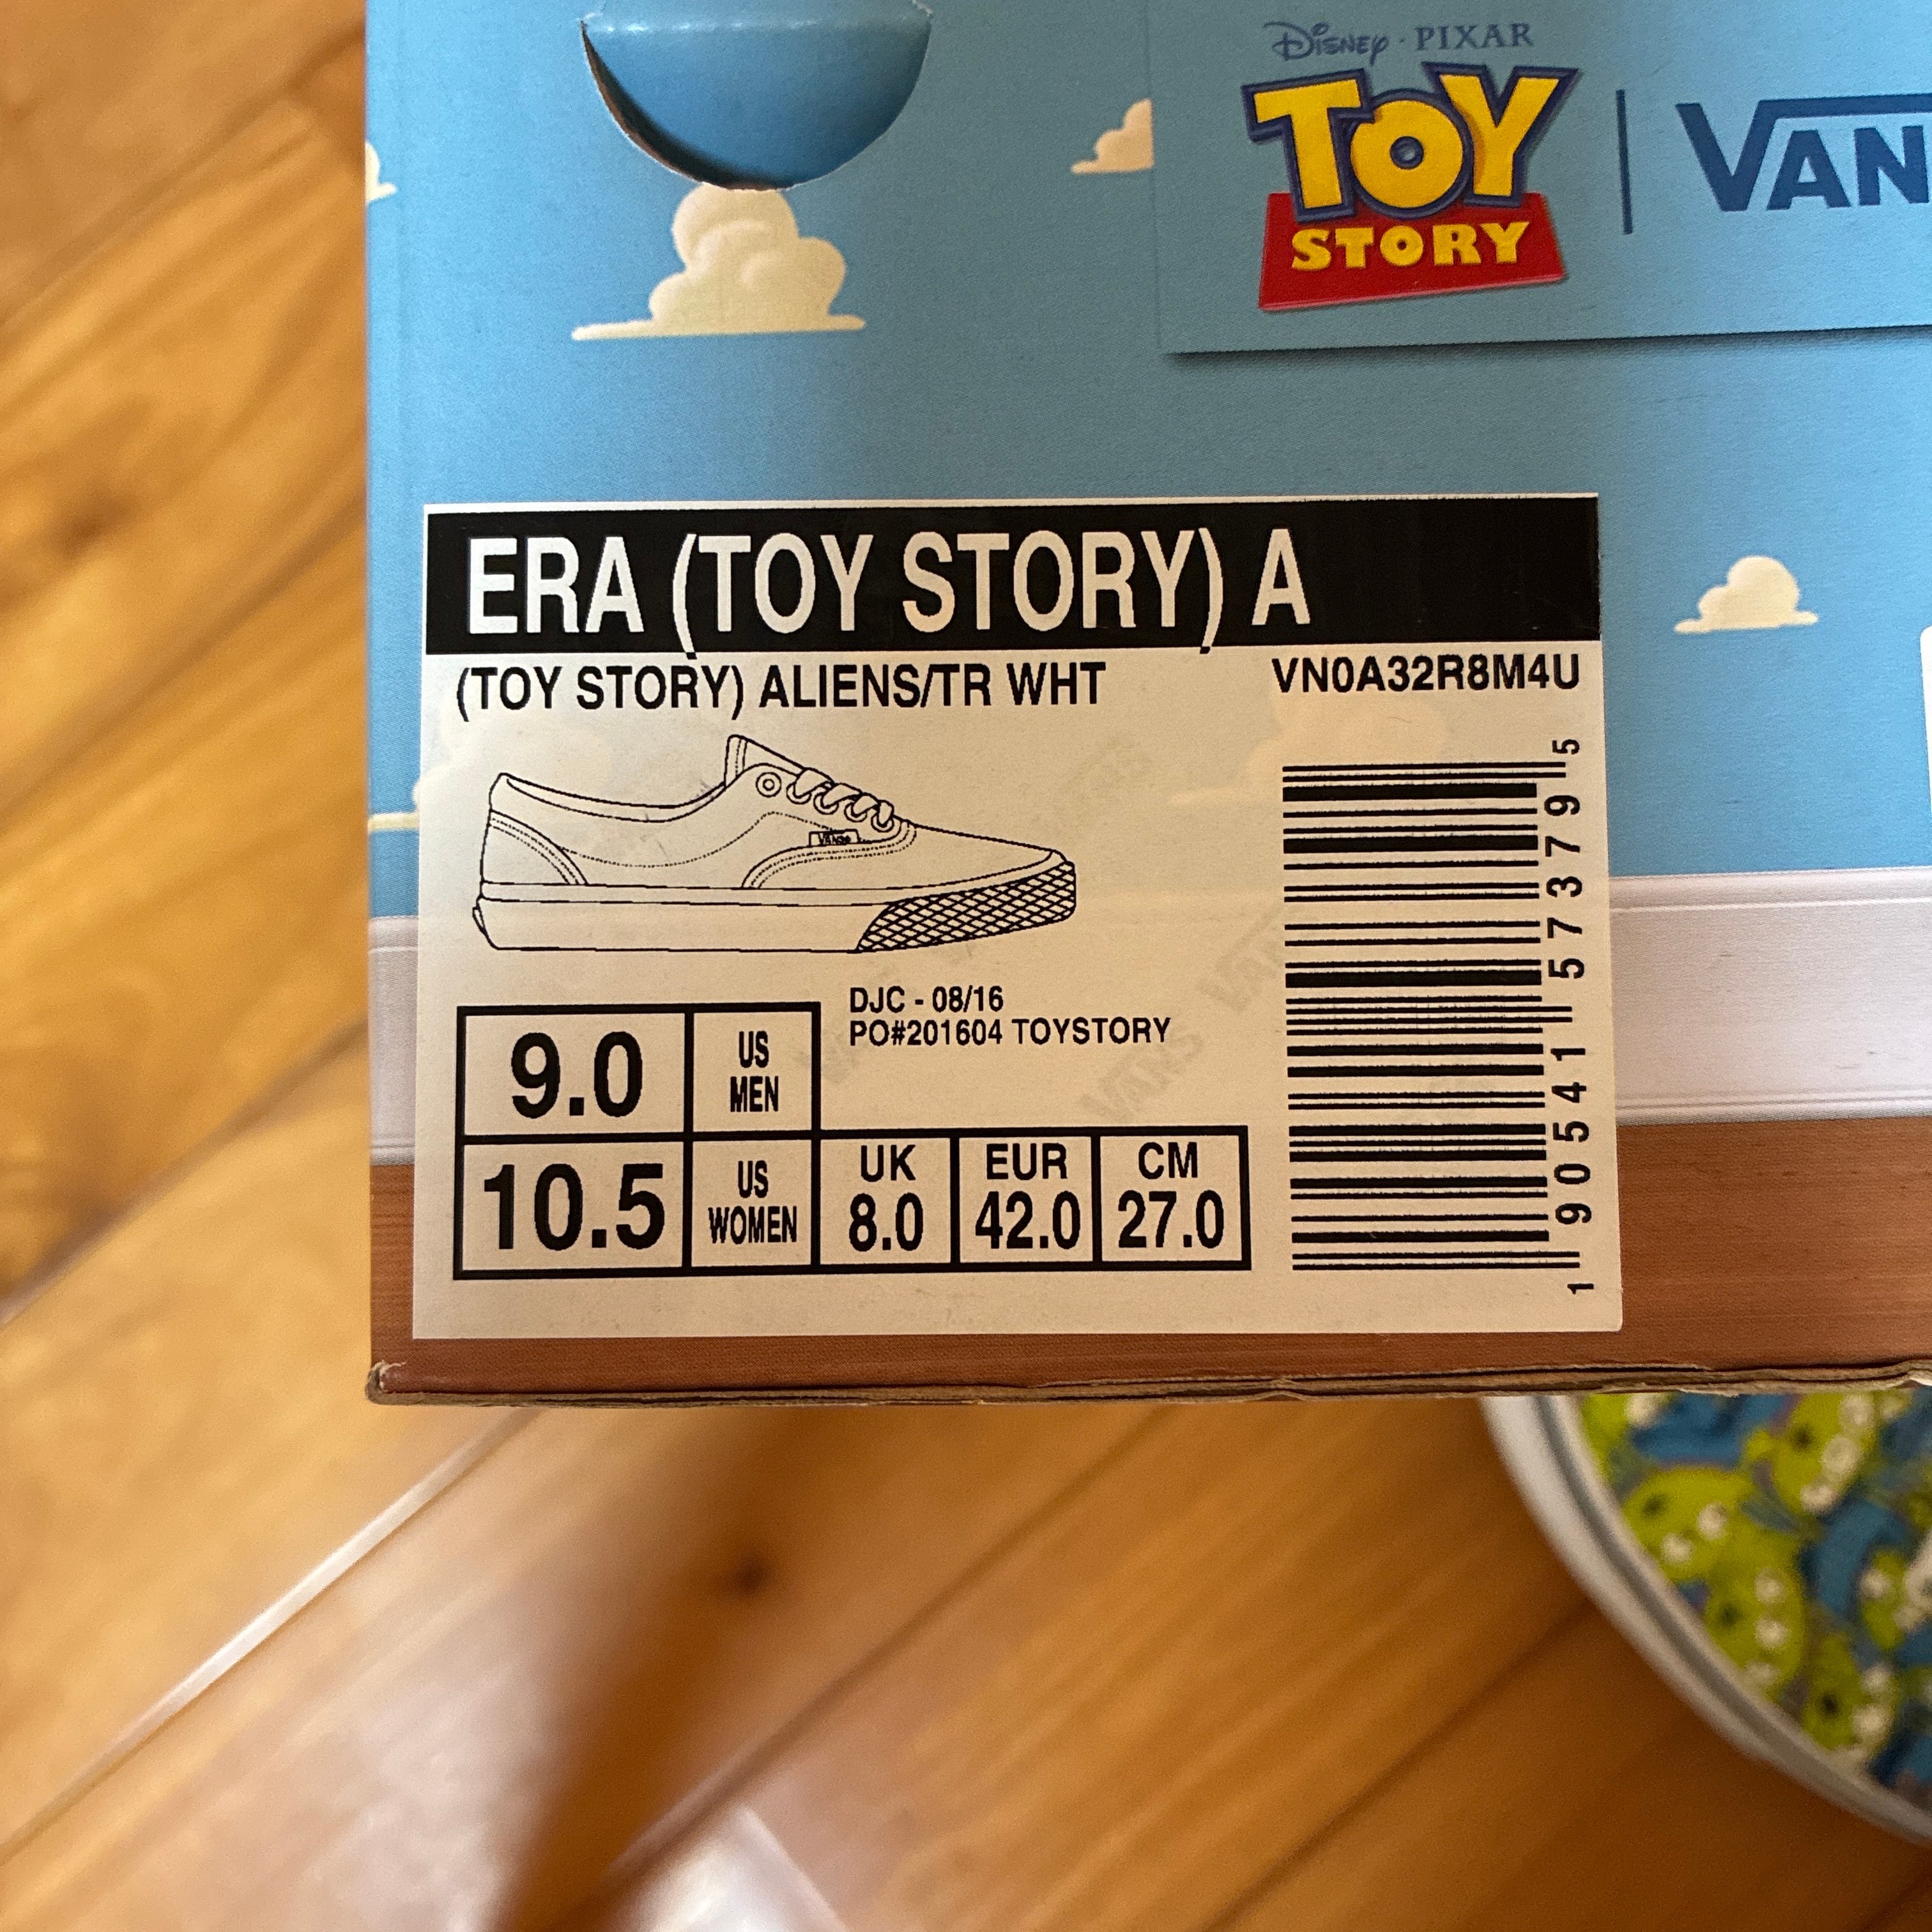 Disney · PIXAR
TOY
STORY
VAN
ERA (TOY STORY) A
(TOY STORY) ALIENS/TR WHT
VN0A32R8M4U
VANS
DJC - 08/16
PO#201604 TOYSTORY
9.0 US MEN
10.5 US WOMEN
UK 8.0
EUR 42.0
CM 27.0
1 90541 57379 5
VANS